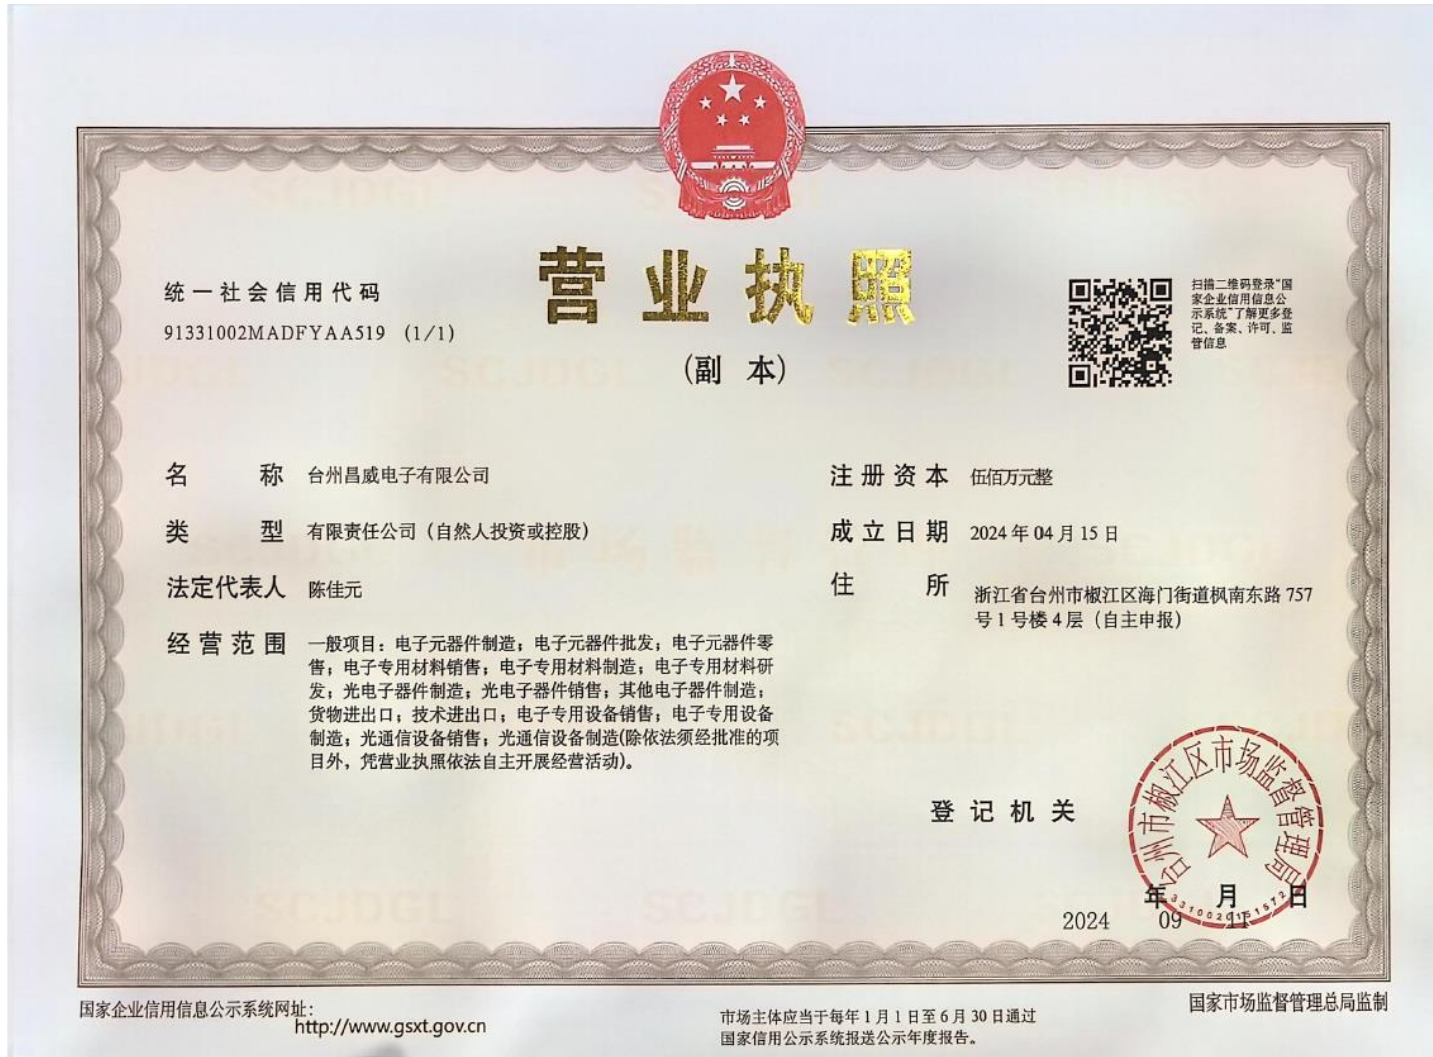 营业执照
(副 本)
统一社会信用代码
91331002MADFYAA519 (1/1)
扫描二维码登录“国
家企业信用信息公
示系统”了解更多登
记、备案、许可、监
管信息
名 称 台州昌威电子有限公司
类 型 有限责任公司（自然人投资或控股）
法定代表人 陈佳元
经营范围 一般项目：电子元器件制造；电子元器件批发；电子元器件零
售；电子专用材料销售；电子专用材料制造；电子专用材料研
发；光电子器件制造；光电子器件销售；其他电子器件制造；
货物进出口；技术进出口；电子专用设备销售；电子专用设备
制造；光通信设备销售；光通信设备制造(除依法须经批准的项
目外，凭营业执照依法自主开展经营活动)。
注册资本 伍佰万元整
成立日期 2024年04月15日
住 所 浙江省台州市椒江区海门街道枫南东路757
号1号楼4层（自主申报）
登记机关
台州市椒江区市场监督管理局
3310020151572
年 月 日
2024 09 11
国家企业信用信息公示系统网址：
http://www.gsxt.gov.cn
市场主体应当于每年1月1日至6月30日通过
国家信用公示系统报送公示年度报告。
国家市场监督管理总局监制
SCJDGL